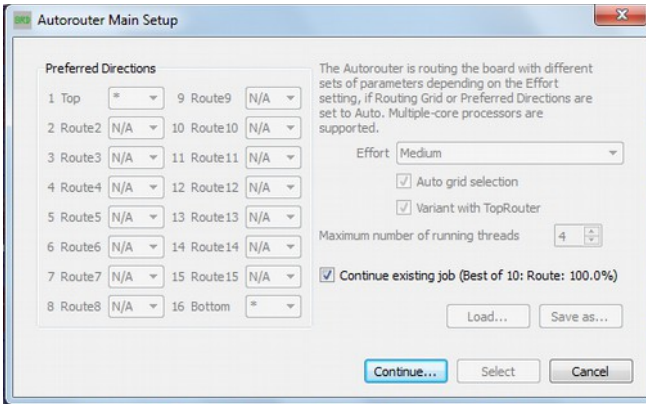 BRD Autorouter Main Setup
Preferred Directions
1 Top * 9 Route9 N/A
2 Route2 N/A 10 Route10 N/A
3 Route3 N/A 11 Route11 N/A
4 Route4 N/A 12 Route12 N/A
5 Route5 N/A 13 Route13 N/A
6 Route6 N/A 14 Route14 N/A
7 Route7 N/A 15 Route15 N/A
8 Route8 N/A 16 Bottom *
The Autorouter is routing the board with different
sets of parameters depending on the Effort
setting, if Routing Grid or Preferred Directions are
set to Auto. Multiple-core processors are
supported.
Effort Medium
Auto grid selection
Variant with TopRouter
Maximum number of running threads 4
Continue existing job (Best of 10: Route: 100.0%)
Load... Save as...
Continue... Select Cancel